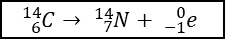 ¹⁴₆C → ¹⁴₇N + ⁰₋₁e